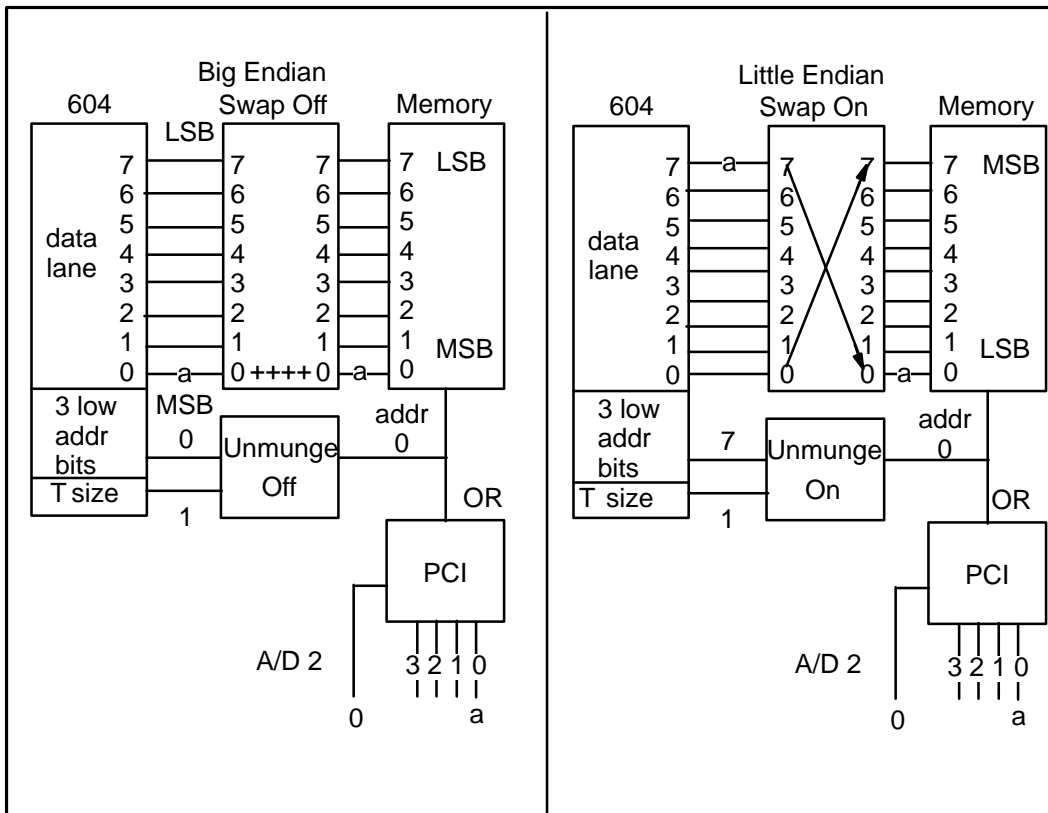 Big Endian
604 Swap Off Memory
LSB
7 7 7 7 LSB
6 6 6 6
5 5 5 5
data
lane
4 4 4 4
3 3 3 3
2 2 2 2
1 1 1 1 MSB
0 a 0 ++++ 0 a 0
MSB
3 low
addr
bits
0
addr
0
Unmunge
Off
T size
1
OR
PCI
A/D 2
3 2 1 0
0
a
Little Endian
604 Swap On Memory
7 a 7 7 7 MSB
6 6 6 6
5 5 5 5
data
lane
4 4 4 4
3 3 3 3
2 2 2 2
1 1 1 1 LSB
0 0 0 a 0
3 low
addr
bits
7
addr
0
Unmunge
On
T size
1
OR
PCI
A/D 2
3 2 1 0
0
a